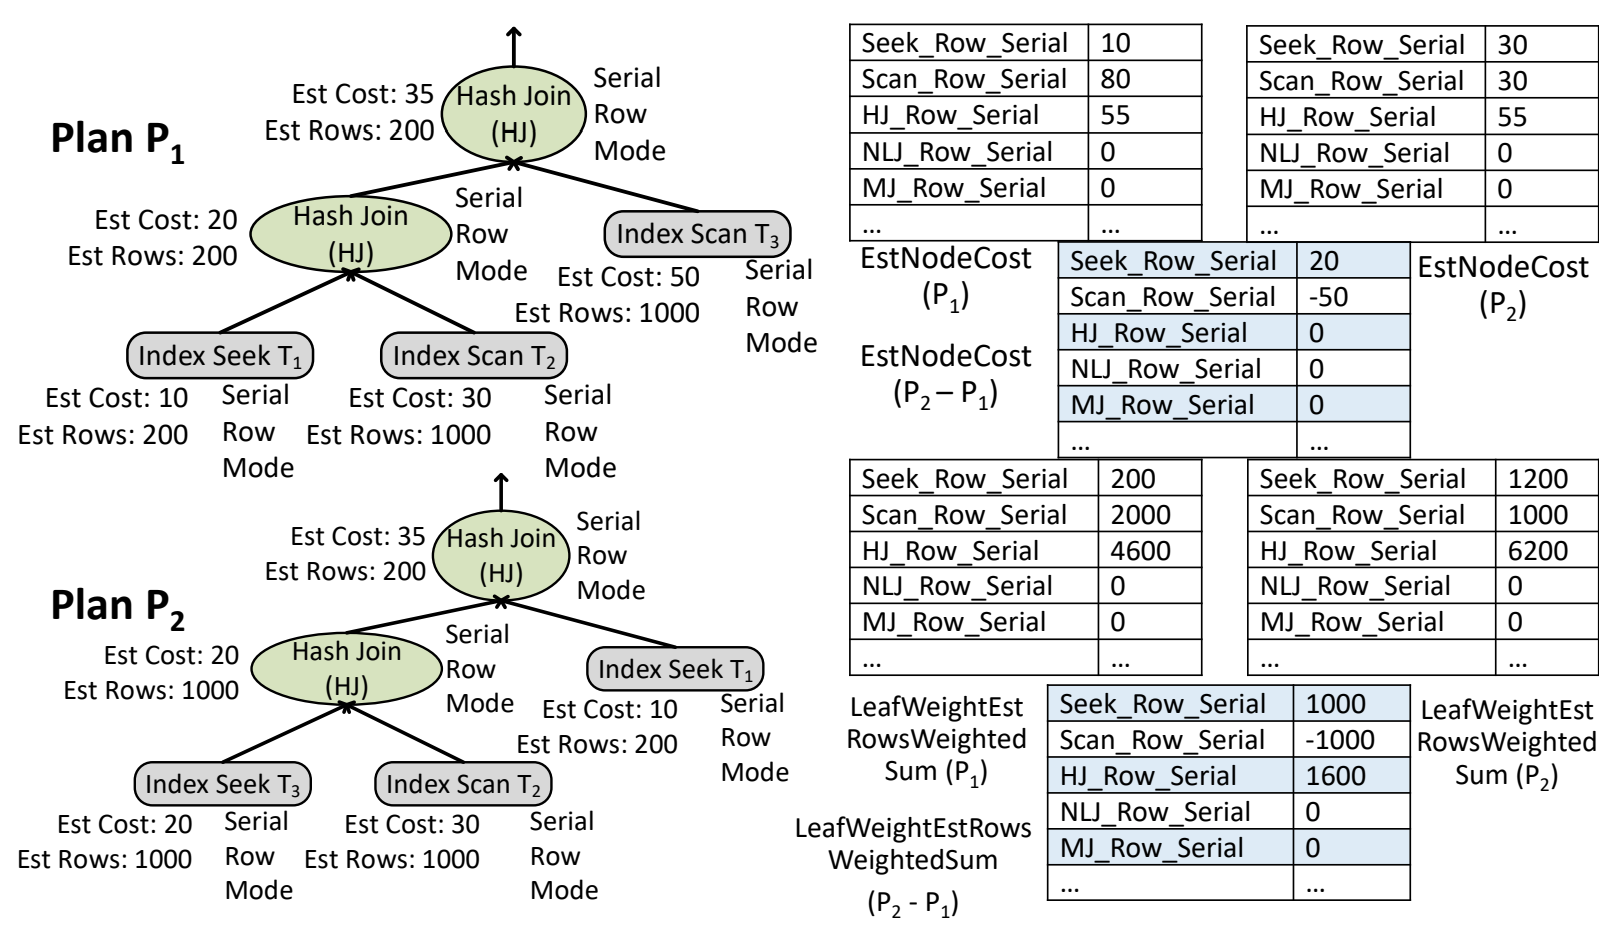 Plan P1
Est Cost: 35
Est Rows: 200
Hash Join
(HJ)
Serial
Row
Mode
Est Cost: 20
Est Rows: 200
Hash Join
(HJ)
Serial
Row
Mode
Index Scan T3
Est Cost: 50
Est Rows: 1000
Serial
Row
Mode
Index Seek T1
Est Cost: 10
Est Rows: 200
Serial
Row
Mode
Index Scan T2
Est Cost: 30
Est Rows: 1000
Serial
Row
Mode
Plan P2
Est Cost: 35
Est Rows: 200
Hash Join
(HJ)
Serial
Row
Mode
Est Cost: 20
Est Rows: 1000
Hash Join
(HJ)
Serial
Row
Mode
Index Seek T1
Est Cost: 10
Est Rows: 200
Serial
Row
Mode
Index Seek T3
Est Cost: 20
Est Rows: 1000
Serial
Row
Mode
Index Scan T2
Est Cost: 30
Est Rows: 1000
Serial
Row
Mode
Seek_Row_Serial 10
Scan_Row_Serial 80
HJ_Row_Serial 55
NLJ_Row_Serial 0
MJ_Row_Serial 0
... ...
EstNodeCost
(P1)
Seek_Row_Serial 30
Scan_Row_Serial 30
HJ_Row_Serial 55
NLJ_Row_Serial 0
MJ_Row_Serial 0
... ...
EstNodeCost
(P2)
Seek_Row_Serial 20
Scan_Row_Serial -50
HJ_Row_Serial 0
NLJ_Row_Serial 0
MJ_Row_Serial 0
... ...
EstNodeCost
(P2 – P1)
Seek_Row_Serial 200
Scan_Row_Serial 2000
HJ_Row_Serial 4600
NLJ_Row_Serial 0
MJ_Row_Serial 0
... ...
LeafWeightEst
RowsWeighted
Sum (P1)
Seek_Row_Serial 1200
Scan_Row_Serial 1000
HJ_Row_Serial 6200
NLJ_Row_Serial 0
MJ_Row_Serial 0
... ...
LeafWeightEst
RowsWeighted
Sum (P2)
Seek_Row_Serial 1000
Scan_Row_Serial -1000
HJ_Row_Serial 1600
NLJ_Row_Serial 0
MJ_Row_Serial 0
... ...
LeafWeightEstRows
WeightedSum
(P2 - P1)